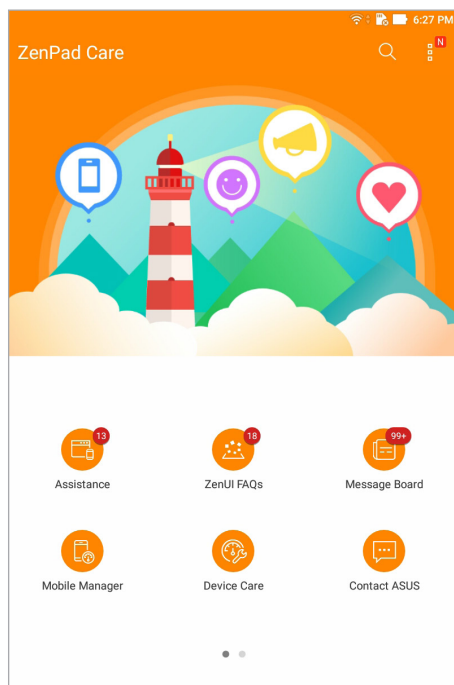 6:27 PM
ZenPad Care
N
13
18
99+
Assistance
ZenUI FAQs
Message Board
Mobile Manager
Device Care
Contact ASUS